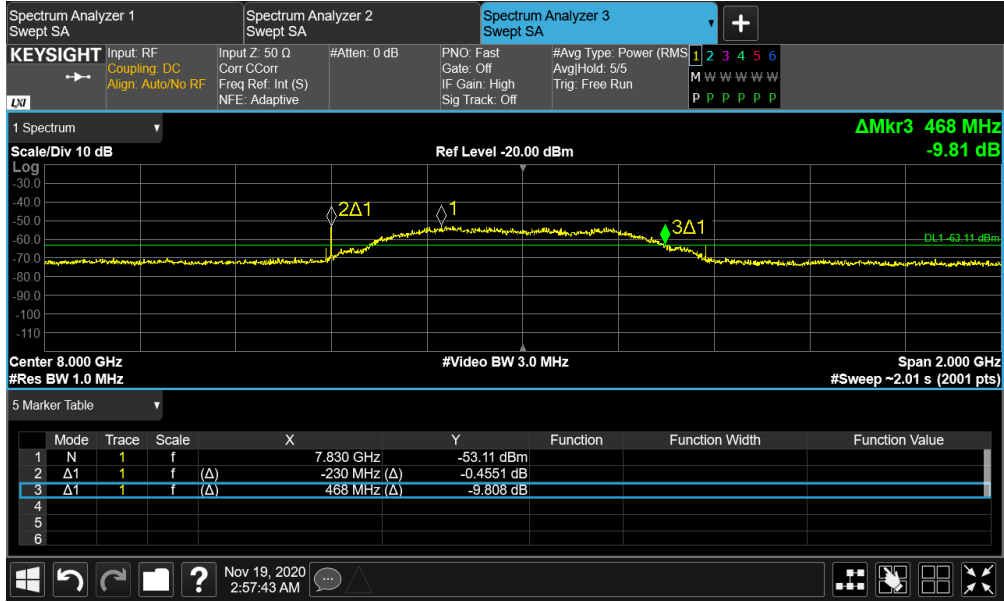 Spectrum Analyzer 1
Swept SA
Spectrum Analyzer 2
Swept SA
Spectrum Analyzer 3
Swept SA
▼
+
KEYSIGHT
LXI
Input: RF
Coupling: DC
Align: Auto/No RF
Input Z: 50 Ω
Corr CCorr
Freq Ref: Int (S)
NFE: Adaptive
#Atten: 0 dB
PNO: Fast
Gate: Off
IF Gain: High
Sig Track: Off
#Avg Type: Power (RMS
Avg|Hold: 5/5
Trig: Free Run
1 2 3 4 5 6
M W W W W W
P P P P P P
1 Spectrum ▼
ΔMkr3 468 MHz
-9.81 dB
Scale/Div 10 dB
Ref Level -20.00 dBm
Log
-30.0
-40.0
-50.0
-60.0
-70.0
-80.0
-90.0
-100
-110
2Δ1
1
3Δ1
DL1 -63.11 dBm
Center 8.000 GHz
#Video BW 3.0 MHz
Span 2.000 GHz
#Res BW 1.0 MHz
#Sweep ~2.01 s (2001 pts)
5 Marker Table ▼
Mode Trace Scale X Y Function Function Width Function Value
1 N 1 f 7.830 GHz -53.11 dBm
2 Δ1 1 f (Δ) -230 MHz (Δ) -0.4551 dB
3 Δ1 1 f (Δ) 468 MHz (Δ) -9.808 dB
4
5
6
?
Nov 19, 2020
2:57:43 AM